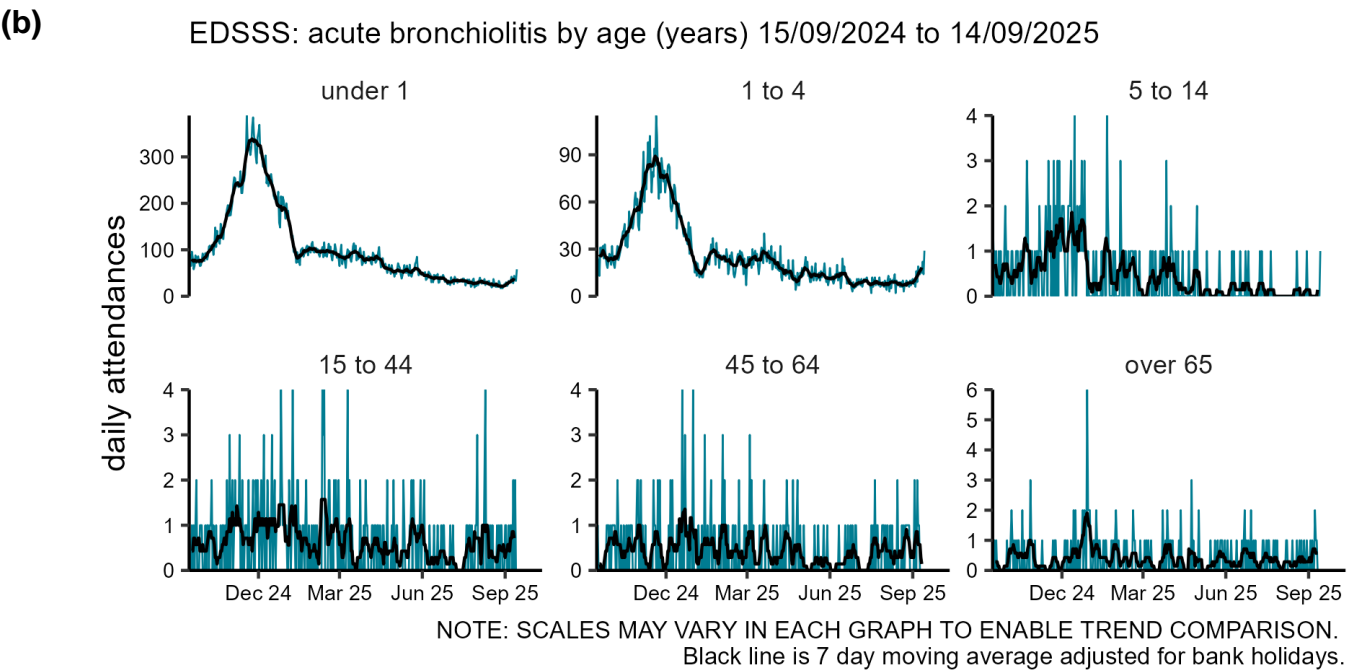 (b)
EDSSS: acute bronchiolitis by age (years) 15/09/2024 to 14/09/2025
under 1
1 to 4
5 to 14
300
200
100
0
90
60
30
0
4
3
2
1
0
daily attendances
15 to 44
45 to 64
over 65
4
3
2
1
0
4
3
2
1
0
6
5
4
3
2
1
0
Dec 24 Mar 25 Jun 25 Sep 25
Dec 24 Mar 25 Jun 25 Sep 25
Dec 24 Mar 25 Jun 25 Sep 25
NOTE: SCALES MAY VARY IN EACH GRAPH TO ENABLE TREND COMPARISON.
Black line is 7 day moving average adjusted for bank holidays.